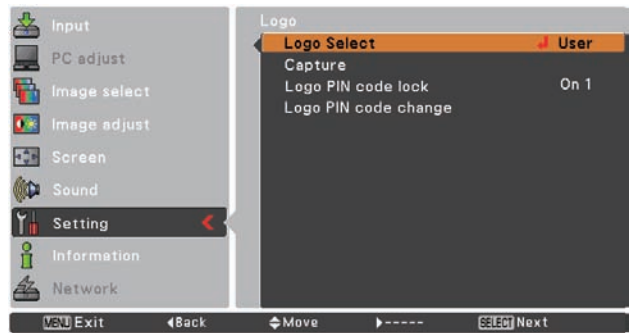 Input
PC adjust
Image select
Image adjust
Screen
Sound
Setting
Information
Network
Logo
Logo Select User
Capture
Logo PIN code lock On 1
Logo PIN code change
MENU Exit ◀Back ◆Move ▶----- SELECT Next